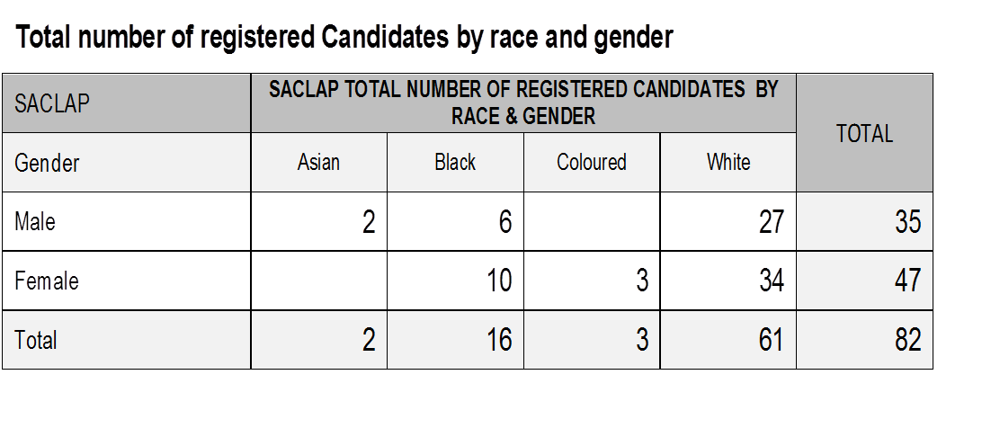 Total number of registered Candidates by race and gender
SACLAP
SACLAP TOTAL NUMBER OF REGISTERED CANDIDATES BY
RACE & GENDER
TOTAL
Gender Asian Black Coloured White
Male 2 6 27 35
Female 10 3 34 47
Total 2 16 3 61 82